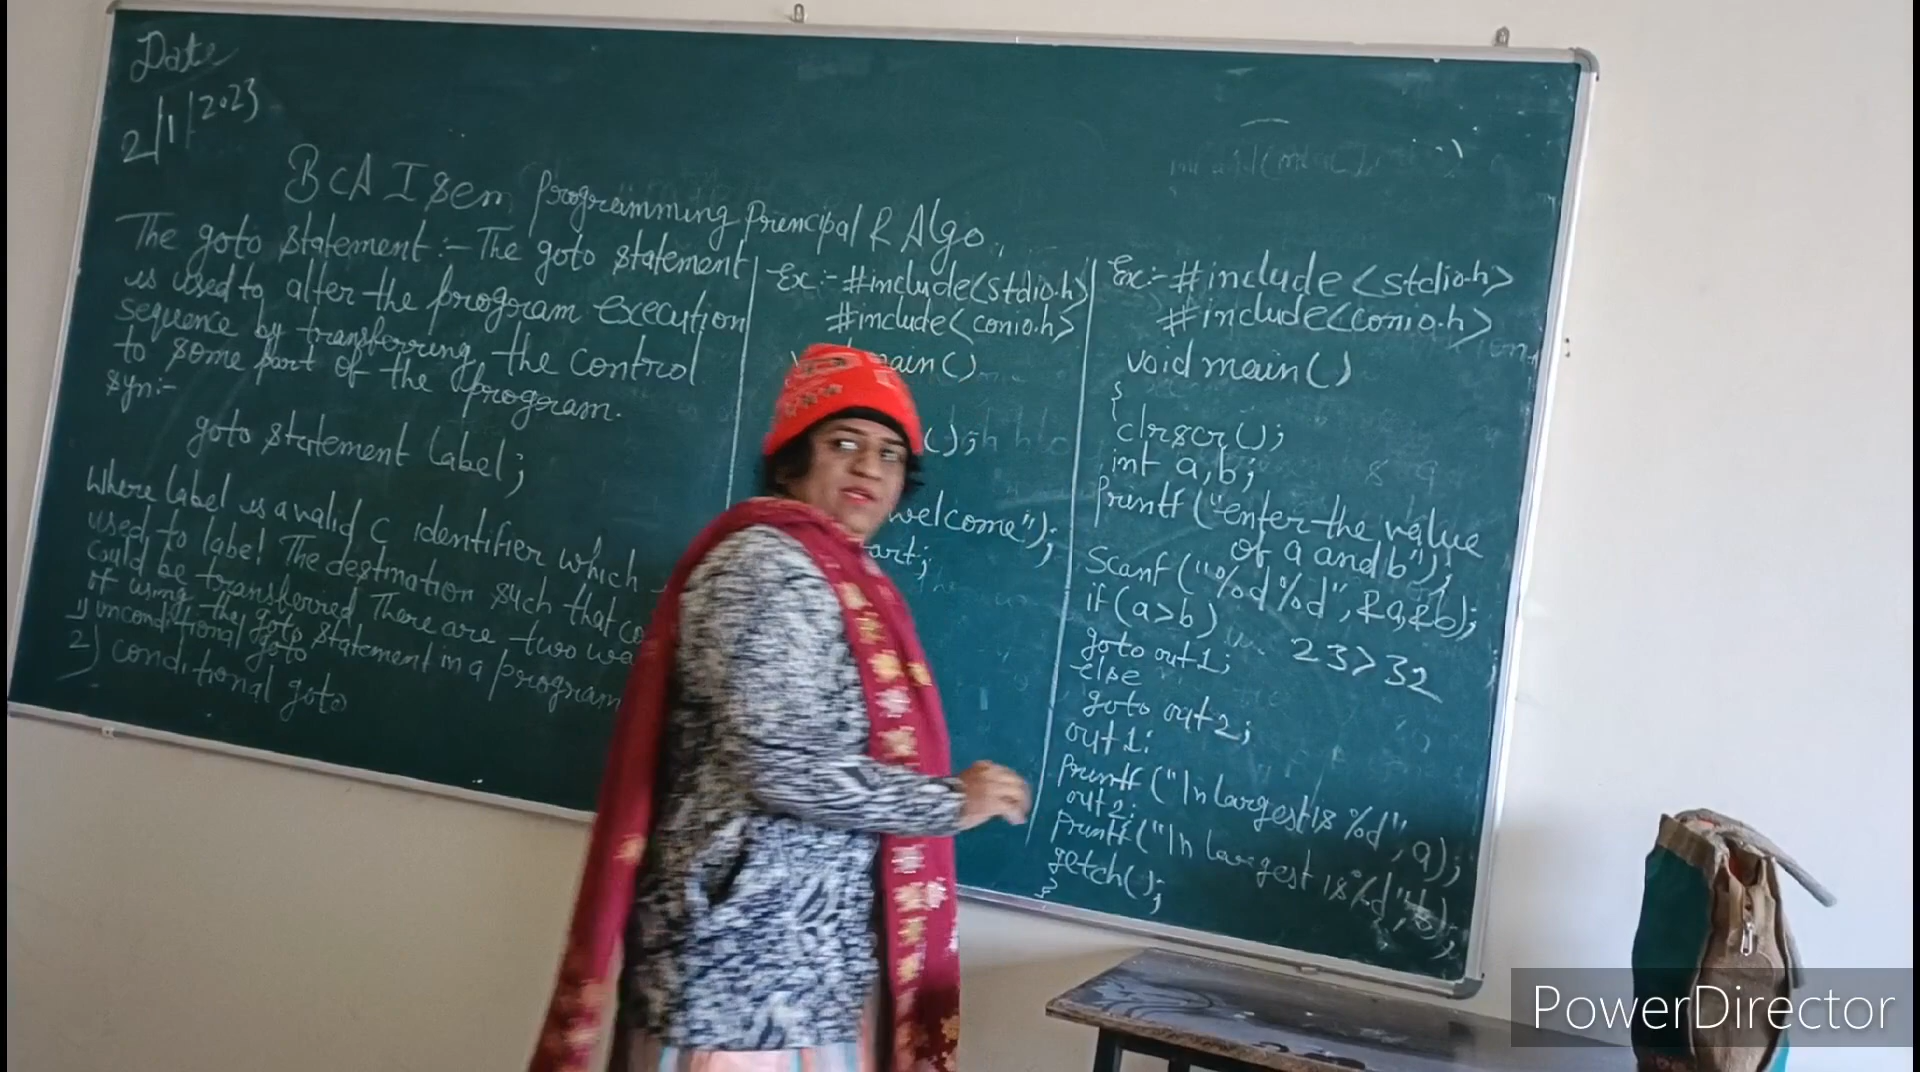 Date
2/1/2023
BCA I sem Programming Prencipal & Algo.
The goto statement :- The goto statement
is used to alter the program execution
sequence by transferring the control
to some part of the program.
syn:-
goto statement label;
Where label is a valid C identifier which
used to label The destination such that co
could be transferred There are two wa
if using the goto statement in a program
1) unconditional goto
2) conditional goto
Ex:- #include<stdio.h>
#include<conio.h>
main()
();
welcome");
art;
Ex:- #include<stdio.h>
#include<conio.h>
void main()
{
clrscr();
int a,b;
Printf("enter the value
of a and b");
Scanf("%d%d",&a,&b);
if(a>b)
23>32
goto out1;
else
goto out2;
out1:
Printf("\n largest is %d",a);
out2:
Printf("\n largest is %d",b);
getch();
}
PowerDirector